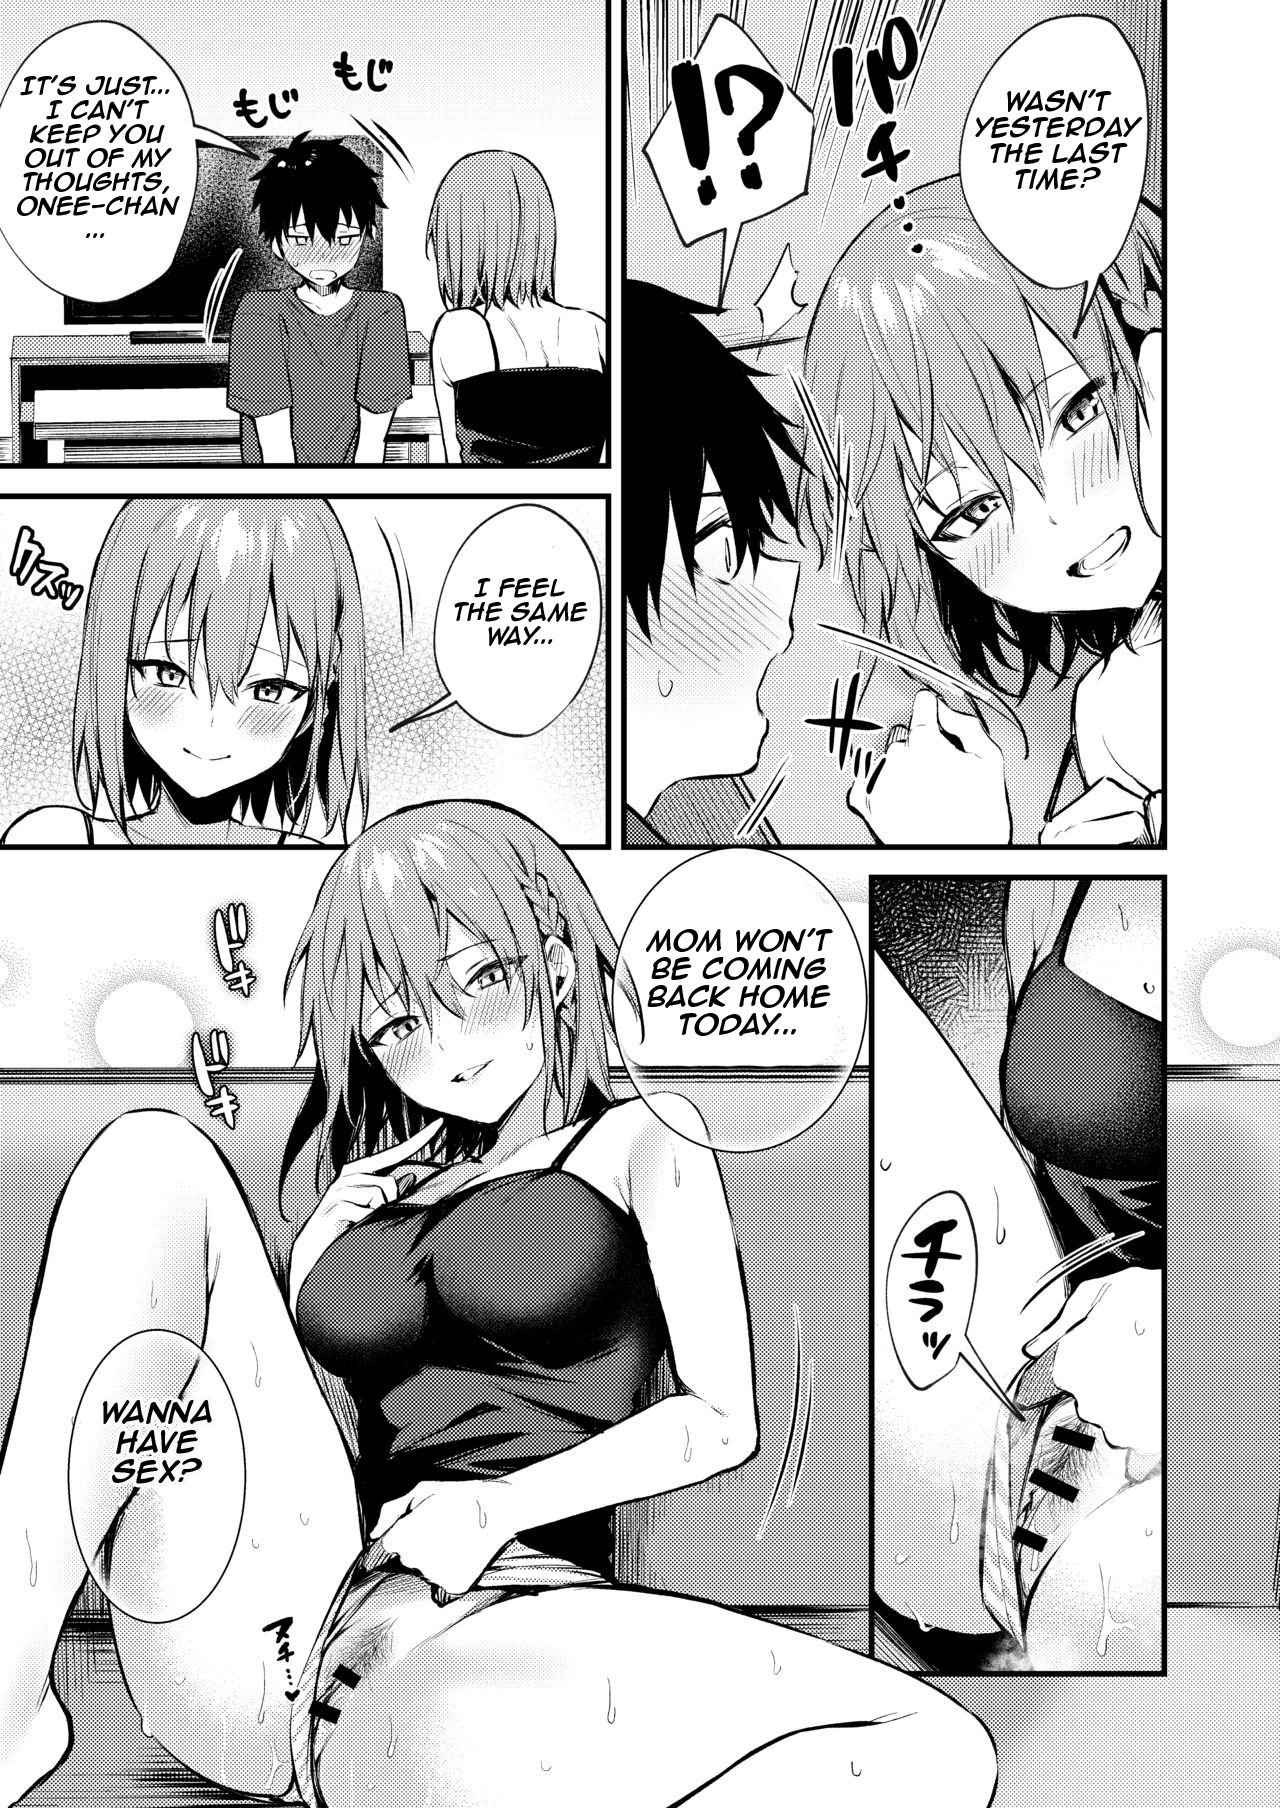 WASN'T
YESTERDAY
THE LAST
TIME?
パチ
!?
IT'S JUST...
I CAN'T
KEEP YOU
OUT OF MY
THOUGHTS,
ONEE-CHAN
...
もじ
もじ
I FEEL
THE SAME
WAY...
クスッ
チラッ
MOM WON'T
BE COMING
BACK HOME
TODAY...
ドキ
ドキ
WANNA
HAVE
SEX?
ヌチ…